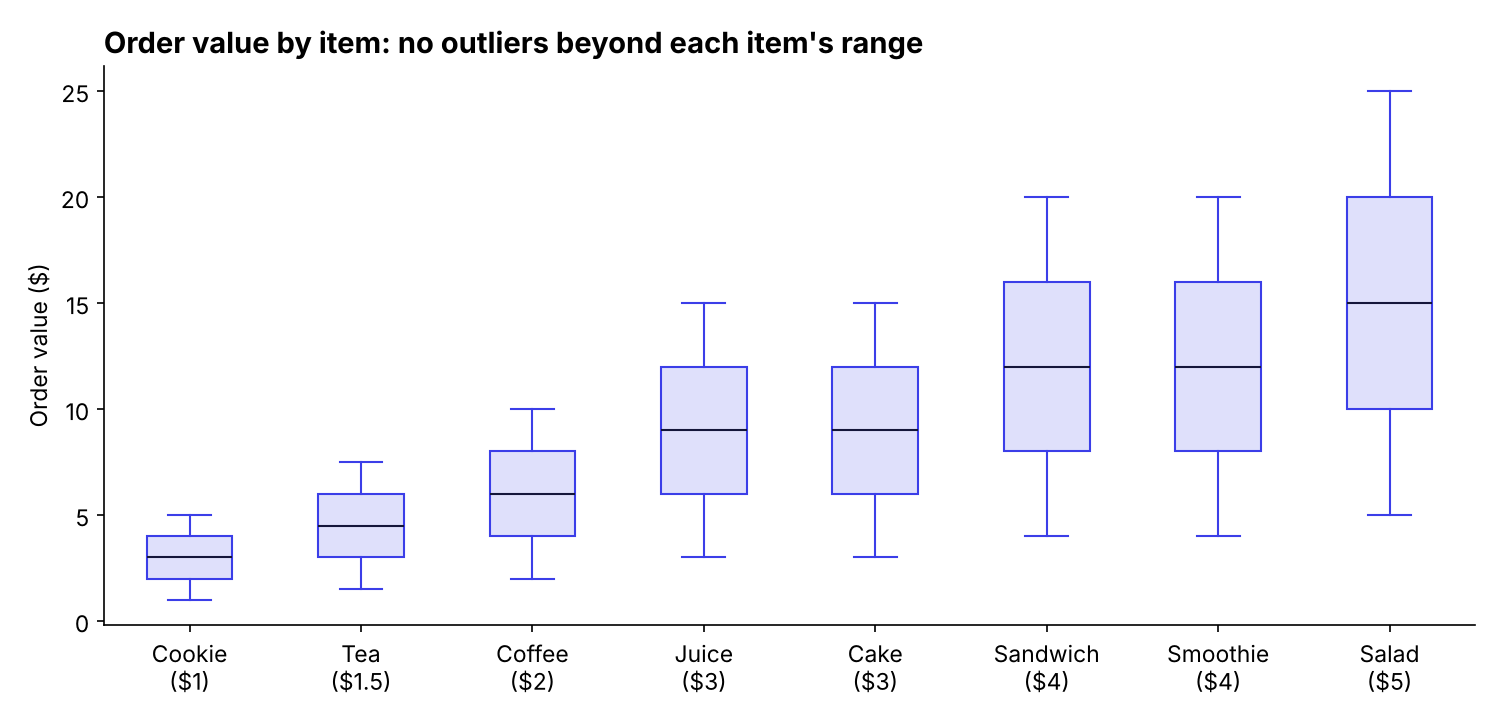 Order value by item: no outliers beyond each item's range
25
20
15
10
5
0
Order value ($)
Cookie
($1)
Tea
($1.5)
Coffee
($2)
Juice
($3)
Cake
($3)
Sandwich
($4)
Smoothie
($4)
Salad
($5)